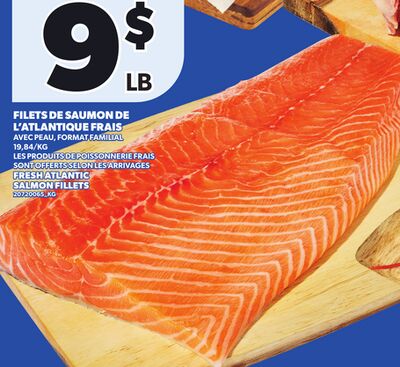 9$
LB
FILETS DE SAUMON DE
L'ATLANTIQUE FRAIS
AVEC PEAU, FORMAT FAMILIAL
19,84/KG
LES PRODUITS DE POISSONNERIE FRAIS
SONT OFFERTS SELON LES ARRIVAGES
FRESH ATLANTIC
SALMON FILLETS
20720065_KG